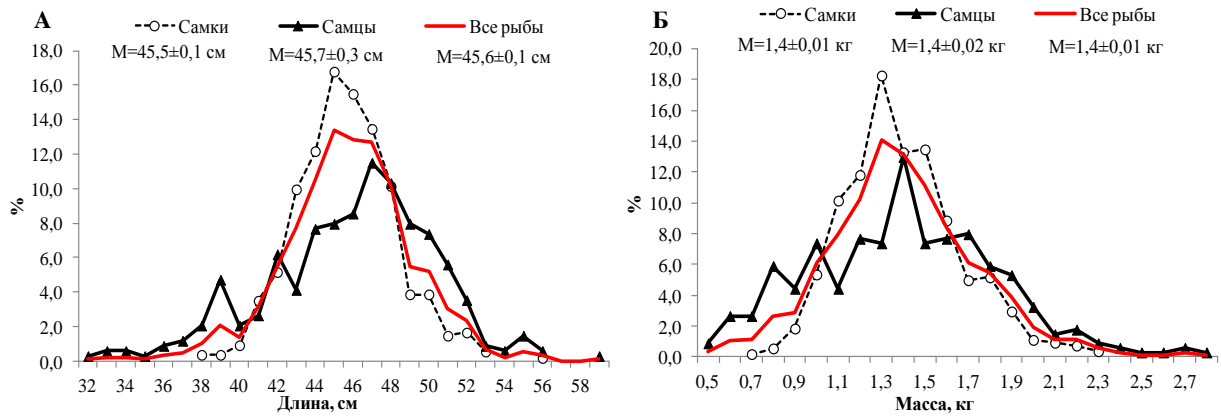 А
Самки Самцы Все рыбы
М=45,5±0,1 см М=45,7±0,3 см М=45,6±0,1 см
18,0
16,0
14,0
12,0
10,0
8,0
6,0
4,0
2,0
0,0
%
32 34 36 38 40 42 44 46 48 50 52 54 56 58
Длина, см
Б
Самки Самцы Все рыбы
М=1,4±0,01 кг М=1,4±0,02 кг М=1,4±0,01 кг
20,0
18,0
16,0
14,0
12,0
10,0
8,0
6,0
4,0
2,0
0,0
%
0,5 0,7 0,9 1,1 1,3 1,5 1,7 1,9 2,1 2,3 2,5 2,7
Масса, кг